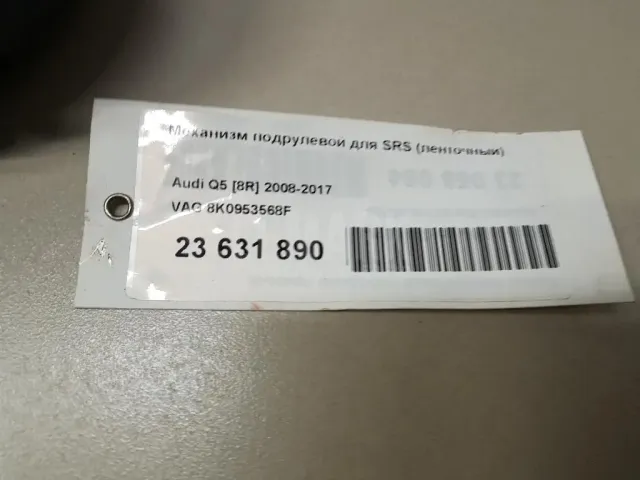 Механизм подрулевой для SRS (ленточный)
Audi Q5 [8R] 2008-2017
VAG 8K0953568F
23 631 890